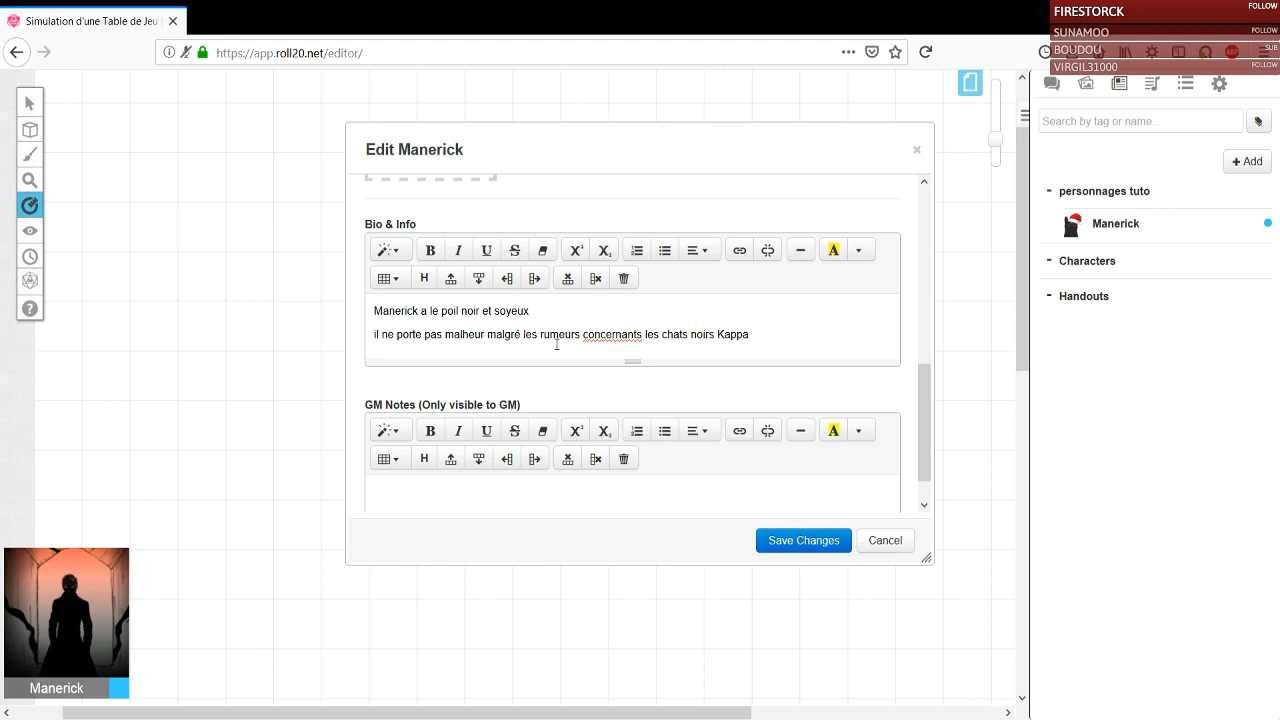 Simulation d'une Table de Jeu
https://app.roll20.net/editor/
FIRESTORCK FOLLOW
SUNAMOO FOLLOW
BOUDOU SUB
VIRGIL31000 FOLLOW
Search by tag or name...
+ Add
personnages tuto
Manerick
Characters
Handouts
Edit Manerick
Bio & Info
Manerick a le poil noir et soyeux
il ne porte pas malheur malgré les rumeurs concernants les chats noirs Kappa
GM Notes (Only visible to GM)
Save Changes
Cancel
Manerick